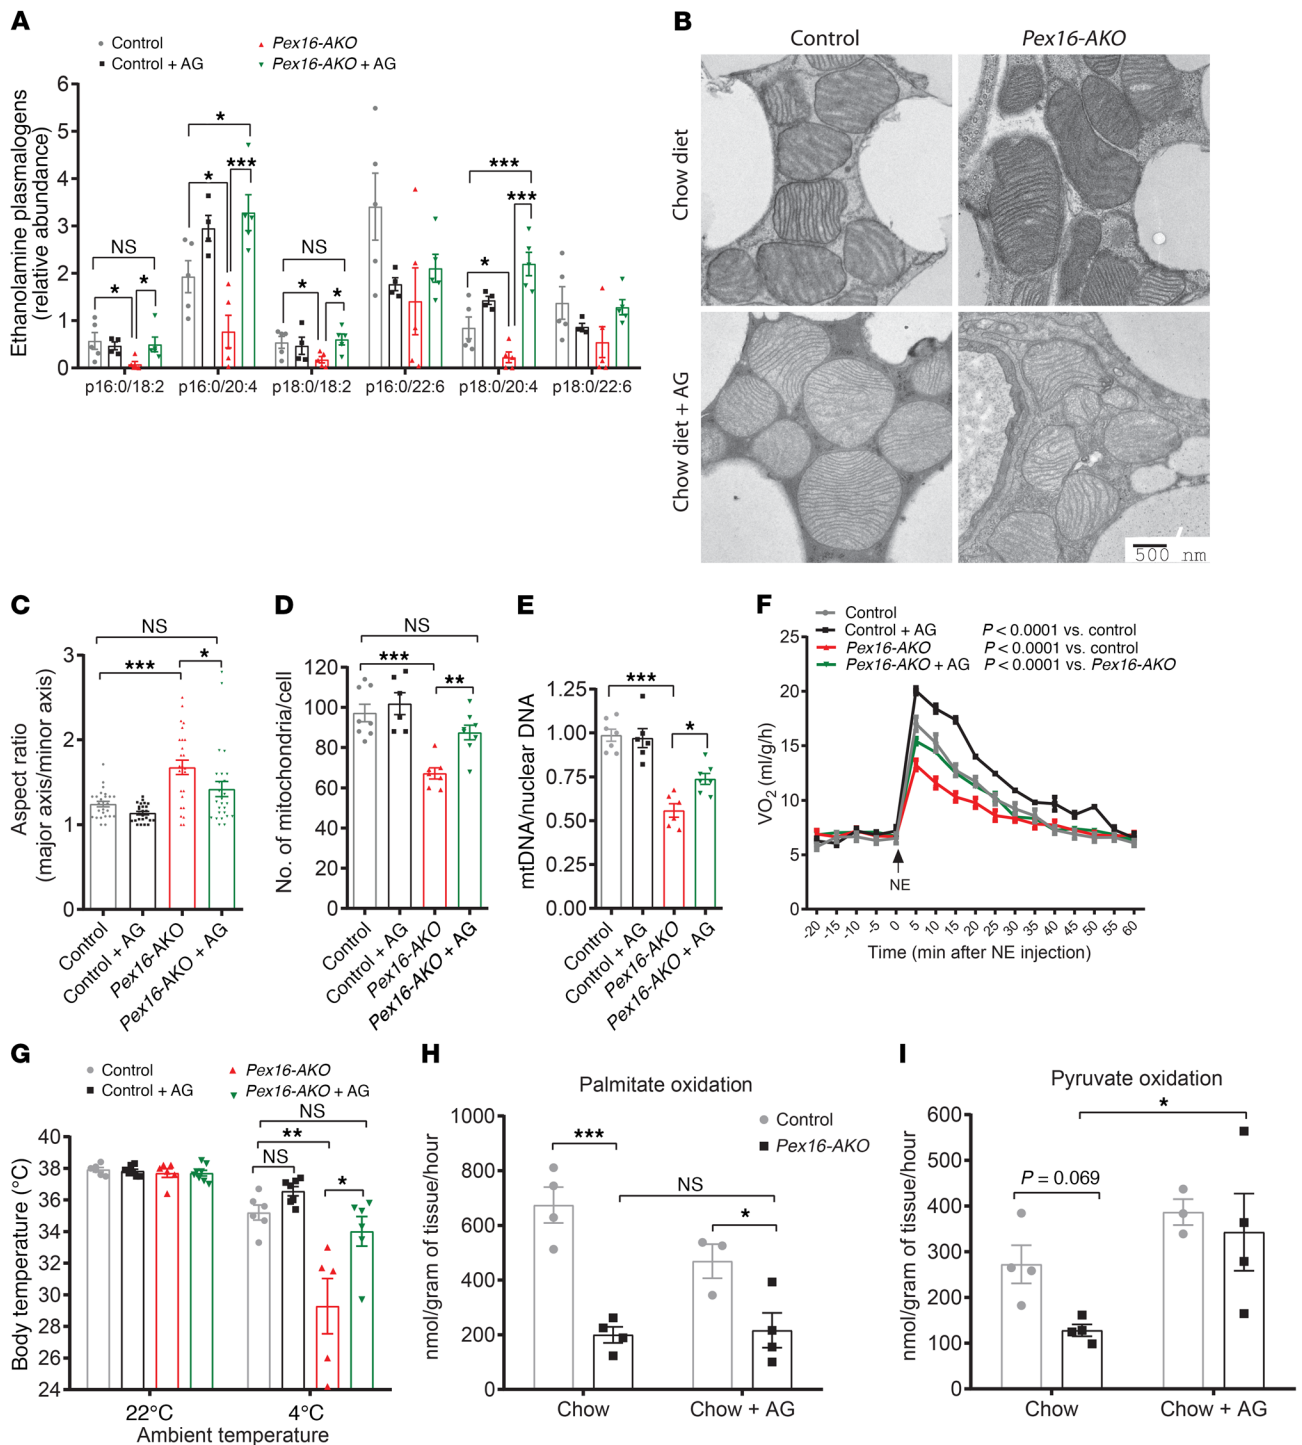 A
Control
Control + AG
Pex16-AKO
Pex16-AKO + AG
Ethanolamine plasmalogens
(relative abundance)
6
5
4
3
2
1
0
NS
*
*
*
*
***
NS
*
*
***
*
***
p16:0/18:2
p16:0/20:4
p18:0/18:2
p16:0/22:6
p18:0/20:4
p18:0/22:6
B
Control
Pex16-AKO
Chow diet
Chow diet + AG
500 nm
C
Aspect ratio
(major axis/minor axis)
3
2
1
0
NS
***
*
Control
Control + AG
Pex16-AKO
Pex16-AKO + AG
D
No. of mitochondria/cell
120
100
80
60
40
20
0
NS
***
**
Control
Control + AG
Pex16-AKO
Pex16-AKO + AG
E
mtDNA/nuclear DNA
1.25
1.00
0.75
0.50
0.25
0.00
***
*
Control
Control + AG
Pex16-AKO
Pex16-AKO + AG
F
Control
Control + AG P < 0.0001 vs. control
Pex16-AKO P < 0.0001 vs. control
Pex16-AKO + AG P < 0.0001 vs. Pex16-AKO
VO2 (ml/g/h)
25
20
15
10
5
0
NE
-20 -15 -10 -5 0 5 10 15 20 25 30 35 40 45 50 55 60
Time (min after NE injection)
G
Control
Control + AG
Pex16-AKO
Pex16-AKO + AG
Body temperature (°C)
40
38
36
34
32
30
28
26
24
NS
**
NS
*
22°C
4°C
Ambient temperature
H
Palmitate oxidation
Control
Pex16-AKO
nmol/gram of tissue/hour
1000
800
600
400
200
0
***
NS
*
Chow
Chow + AG
I
Pyruvate oxidation
nmol/gram of tissue/hour
600
500
400
300
200
100
0
*
P = 0.069
Chow
Chow + AG